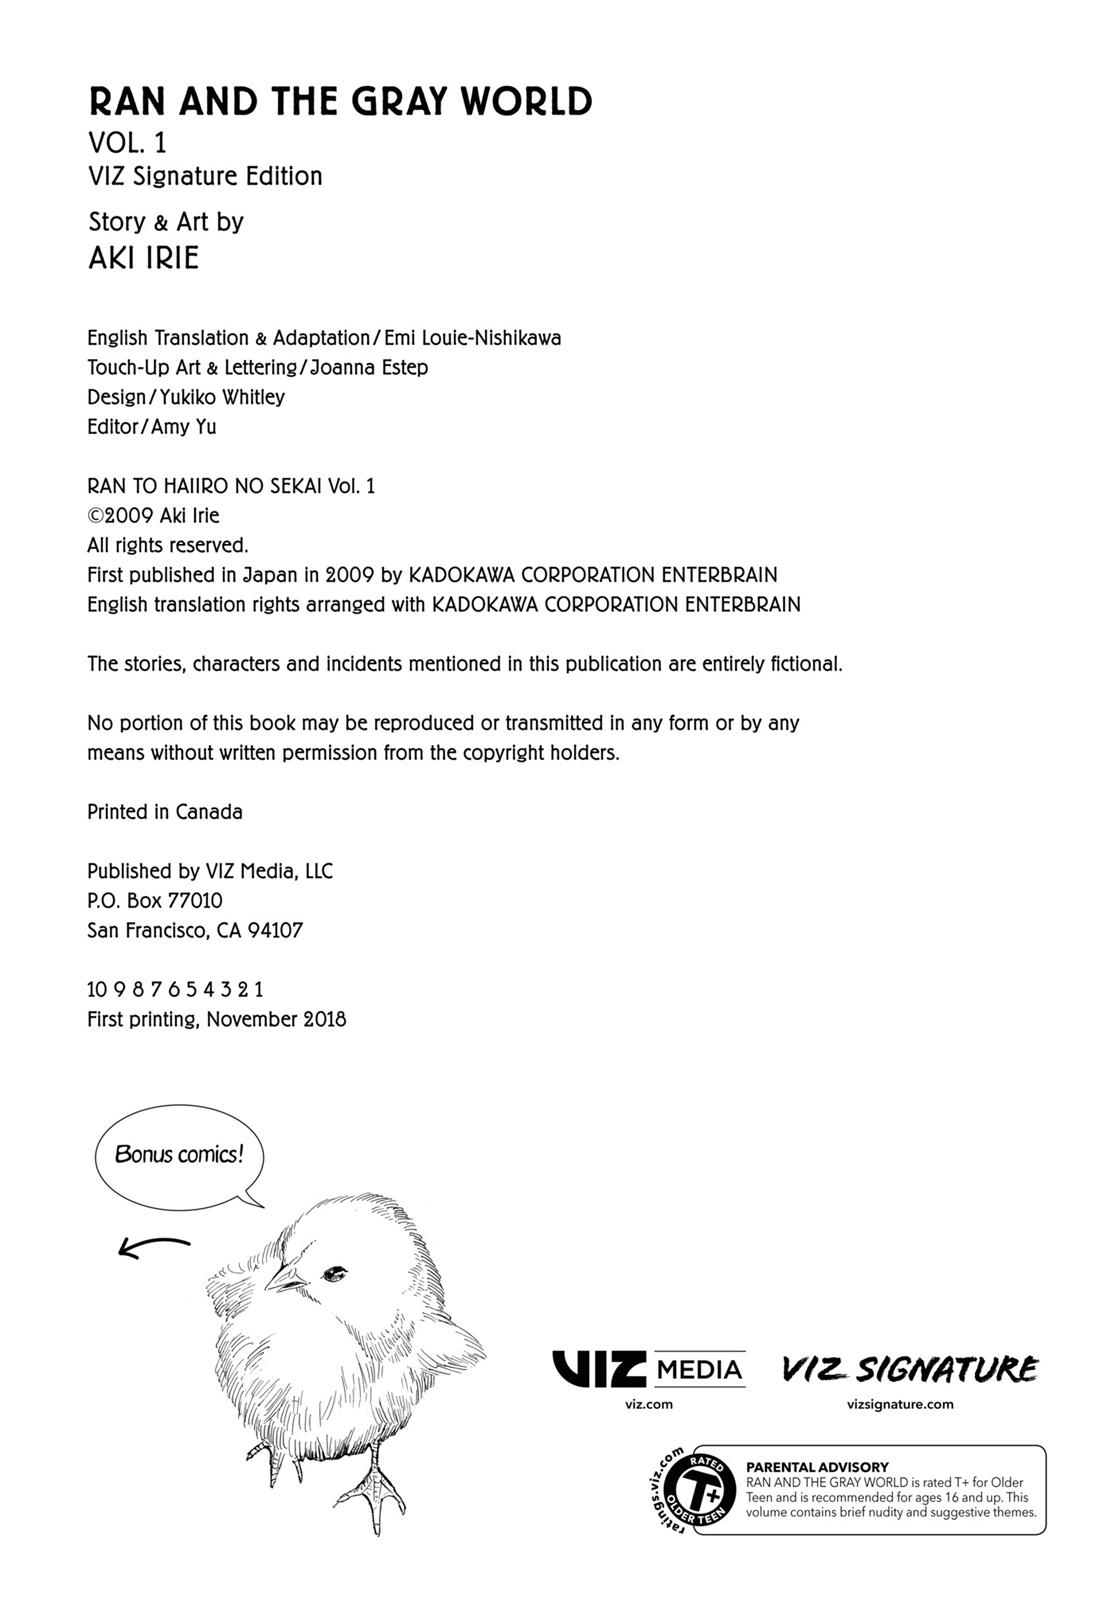 RAN AND THE GRAY WORLD
VOL. 1
VIZ Signature Edition
Story & Art by
AKI IRIE
English Translation & Adaptation/Emi Louie-Nishikawa
Touch-Up Art & Lettering/Joanna Estep
Design/Yukiko Whitley
Editor/Amy Yu
RAN TO HAIIRO NO SEKAI Vol. 1
©2009 Aki Irie
All rights reserved.
First published in Japan in 2009 by KADOKAWA CORPORATION ENTERBRAIN
English translation rights arranged with KADOKAWA CORPORATION ENTERBRAIN
The stories, characters and incidents mentioned in this publication are entirely fictional.
No portion of this book may be reproduced or transmitted in any form or by any
means without written permission from the copyright holders.
Printed in Canada
Published by VIZ Media, LLC
P.O. Box 77010
San Francisco, CA 94107
10 9 8 7 6 5 4 3 2 1
First printing, November 2018
Bonus comics!
VIZ MEDIA
viz.com
VIZ SIGNATURE
vizsignature.com
ratings.viz.com
RATED
T+
OLDER TEEN
PARENTAL ADVISORY
RAN AND THE GRAY WORLD is rated T+ for Older
Teen and is recommended for ages 16 and up. This
volume contains brief nudity and suggestive themes.